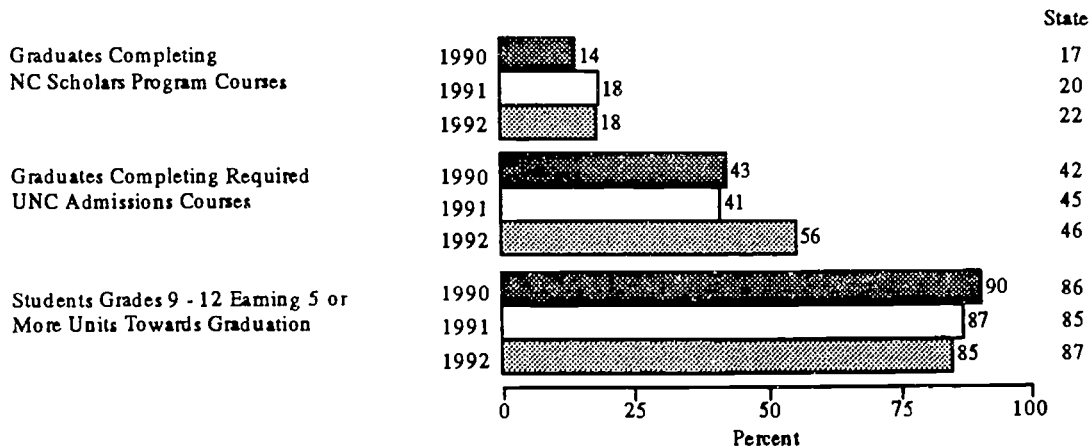 State
Graduates Completing
NC Scholars Program Courses
1990 14 17
1991 18 20
1992 18 22
Graduates Completing Required
UNC Admissions Courses
1990 43 42
1991 41 45
1992 56 46
Students Grades 9 - 12 Earning 5 or
More Units Towards Graduation
1990 90 86
1991 87 85
1992 85 87
0 25 50 75 100
Percent